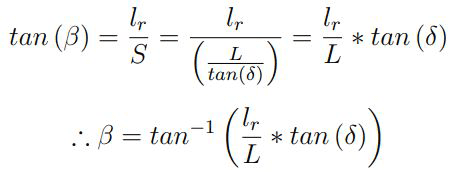 tan (β) = l_r / S = l_r / (L / tan(δ)) = l_r / L * tan (δ)
∴ β = tan⁻¹ (l_r / L * tan (δ))